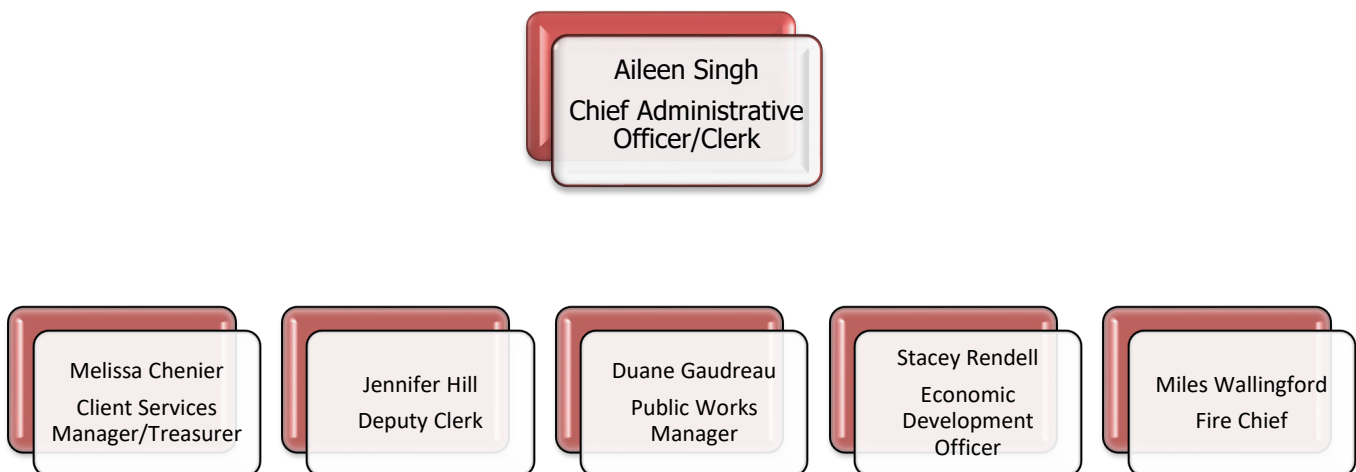 Aileen Singh
Chief Administrative
Officer/Clerk
Melissa Chenier
Client Services
Manager/Treasurer
Jennifer Hill
Deputy Clerk
Duane Gaudreau
Public Works
Manager
Stacey Rendell
Economic
Development
Officer
Miles Wallingford
Fire Chief